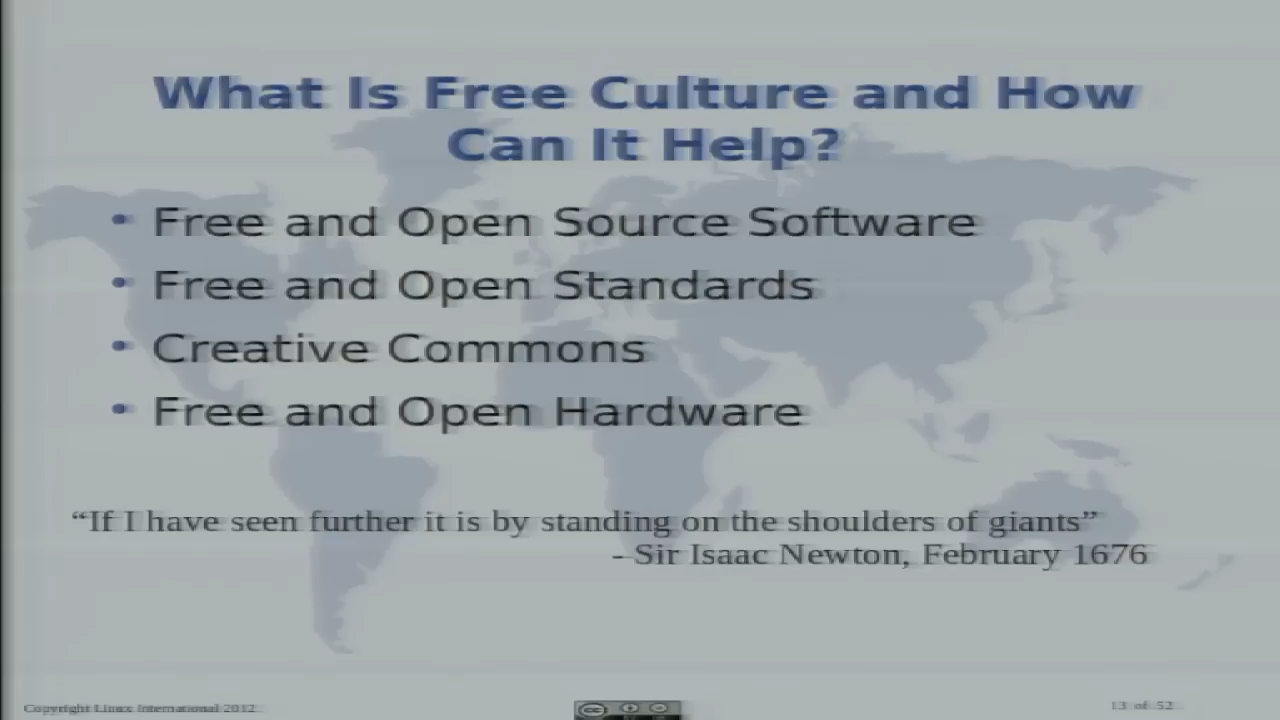 What Is Free Culture and How
Can It Help?
• Free and Open Source Software
• Free and Open Standards
• Creative Commons
• Free and Open Hardware
“If I have seen further it is by standing on the shoulders of giants”
– Sir Isaac Newton, February 1676
Copyright Linux International 2012
cc
13 of 52